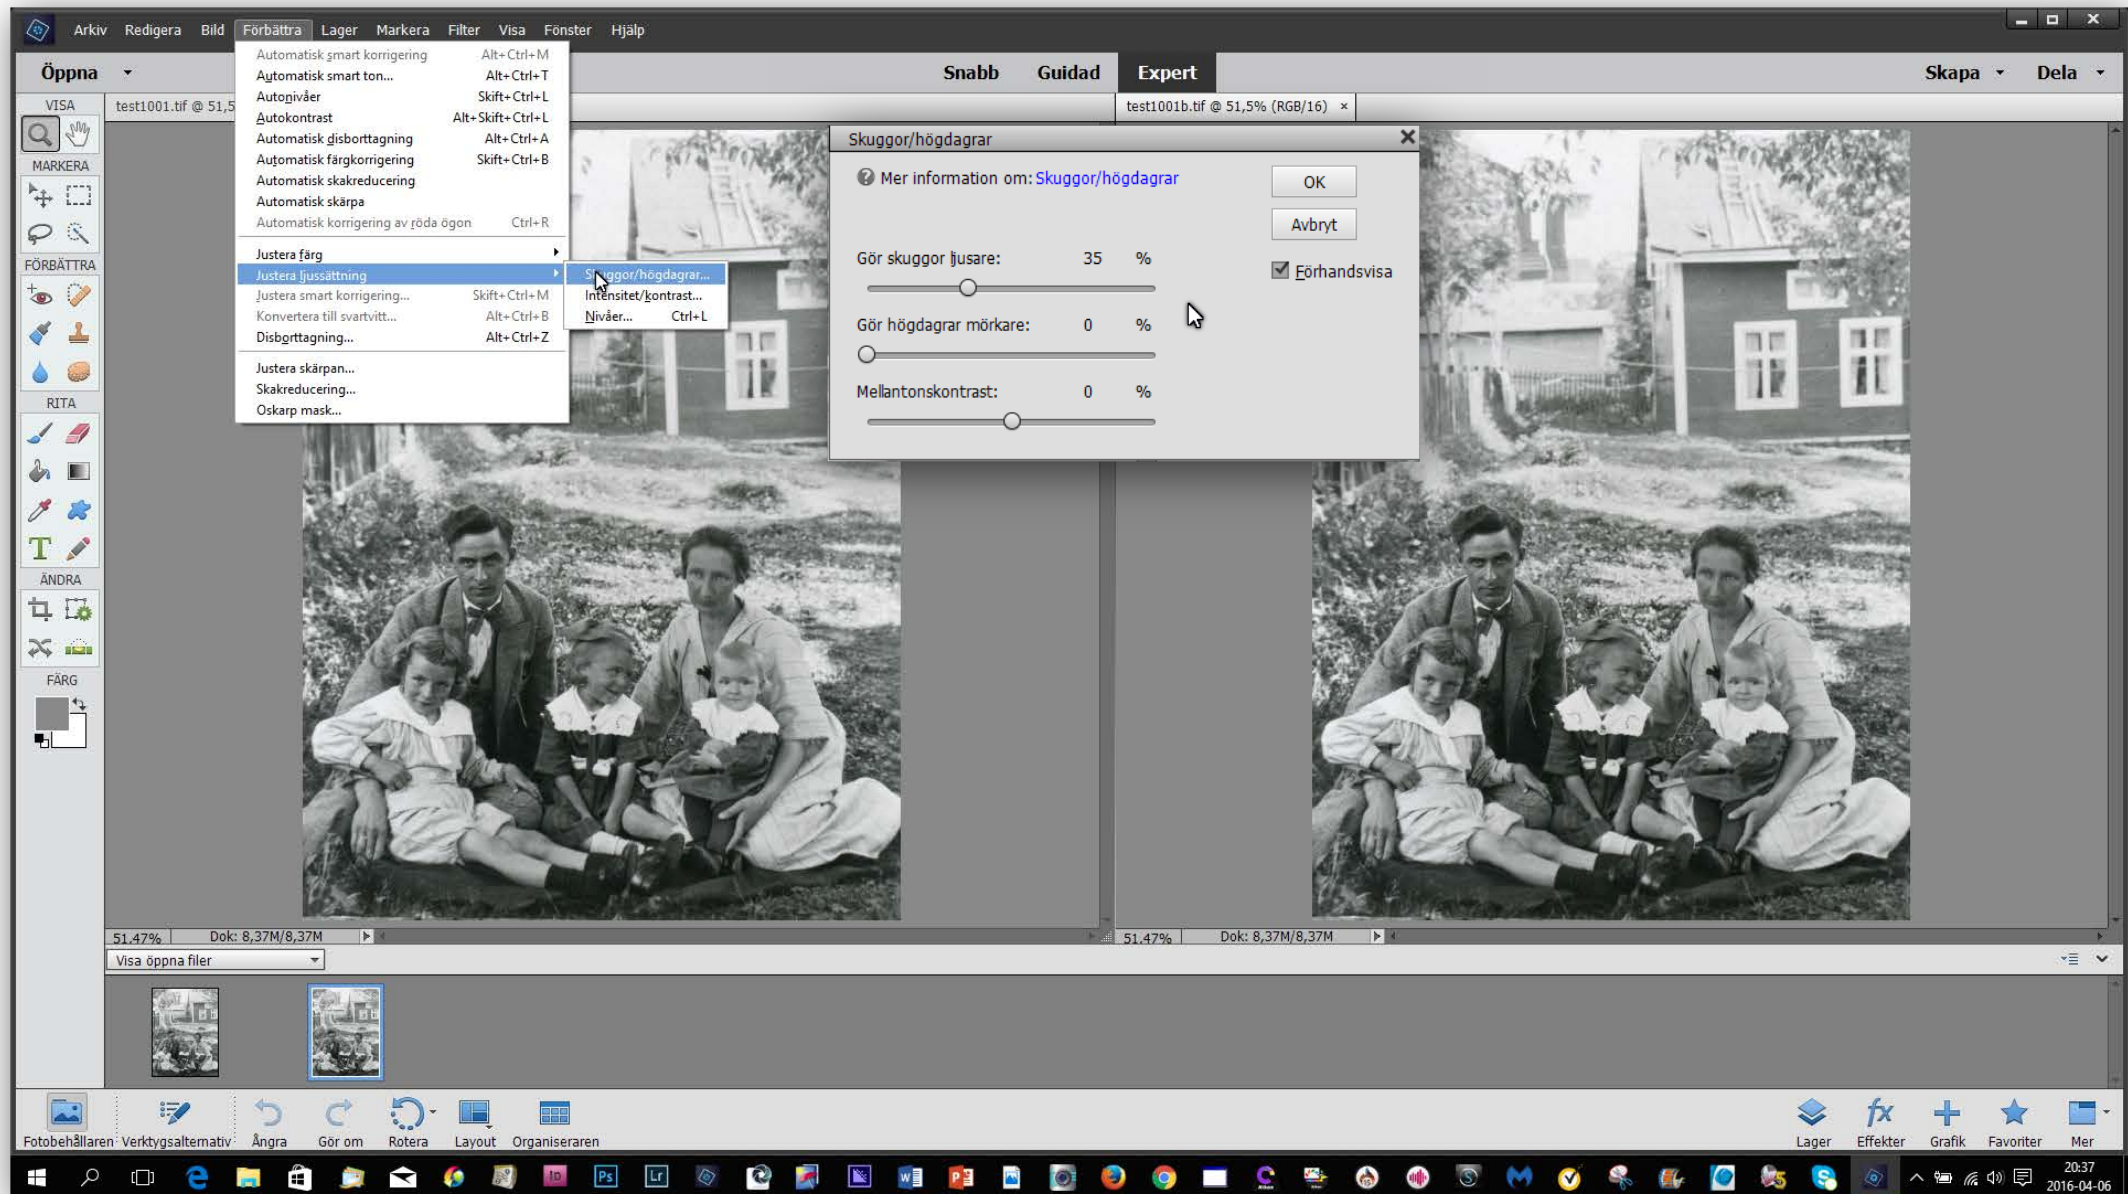 Arkiv Redigera Bild Förbättra Lager Markera Filter Visa Fönster Hjälp
Öppna
Snabb Guidad Expert
Skapa Dela
test1001.tif @ 51,5
test1001b.tif @ 51,5% (RGB/16) ×
VISA
MARKERA
FÖRBÄTTRA
RITA
ÄNDRA
FÄRG
Automatisk smart korrigering Alt+Ctrl+M
Automatisk smart ton... Alt+Ctrl+T
Autonivåer Skift+Ctrl+L
Autokontrast Alt+Skift+Ctrl+L
Automatisk disborttagning Alt+Ctrl+A
Automatisk färgkorrigering Skift+Ctrl+B
Automatisk skakreducering
Automatisk skärpa
Automatisk korrigering av röda ögon Ctrl+R
Justera färg
Justera ljussättning
Justera smart korrigering... Skift+Ctrl+M
Konvertera till svartvitt... Alt+Ctrl+B
Disborttagning... Alt+Ctrl+Z
Justera skärpan...
Skakreducering...
Oskarp mask...
Skuggor/högdagrar...
Intensitet/kontrast...
Nivåer... Ctrl+L
Skuggor/högdagrar
Mer information om: Skuggor/högdagrar
OK
Avbryt
Förhandsvisa
Gör skuggor ljusare: 35 %
Gör högdagrar mörkare: 0 %
Mellantonskontrast: 0 %
51,47% Dok: 8,37M/8,37M
51,47% Dok: 8,37M/8,37M
Visa öppna filer
Fotobehållaren Verktygsalternativ Ångra Gör om Rotera Layout Organiseraren
Lager Effekter Grafik Favoriter Mer
20:37
2016-04-06